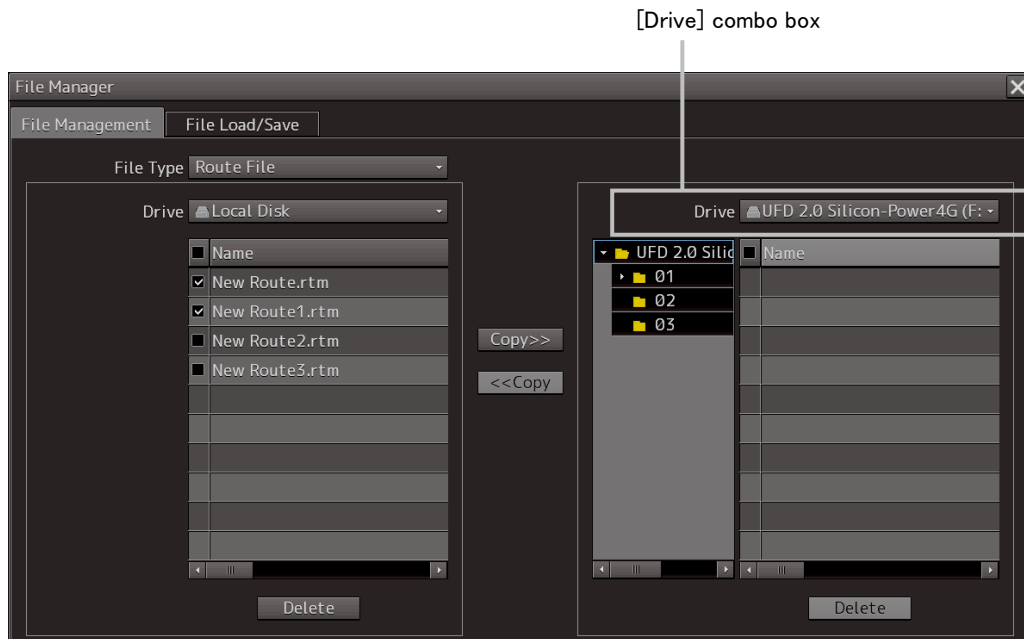 [Drive] combo box
File Manager
File Management File Load/Save
File Type Route File
Drive Local Disk
Name
New Route.rtm
New Route1.rtm
New Route2.rtm
New Route3.rtm
Delete
Copy>>
<<Copy
Drive UFD 2.0 Silicon-Power4G (F:
UFD 2.0 Silic
01
02
03
Name
Delete